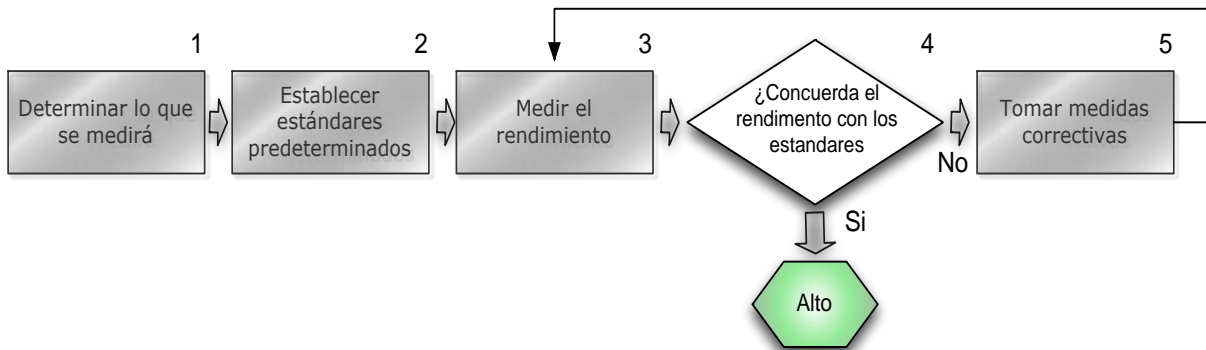 1
Determinar lo que
se medirá
2
Establecer
estándares
predeterminados
3
Medir el
rendimiento
4
¿Concuerda el
rendimento con los
estandares
No
5
Tomar medidas
correctivas
Si
Alto